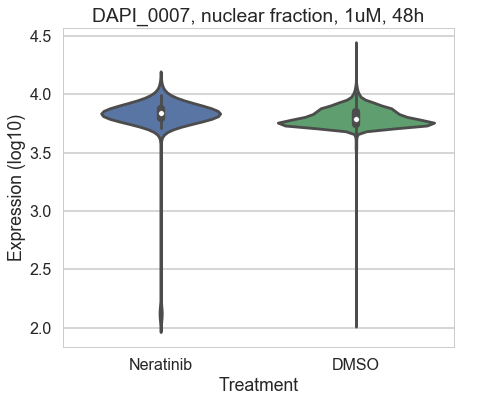 DAPI_0007, nuclear fraction, 1uM, 48h
Expression (log10)
4.5
4.0
3.5
3.0
2.5
2.0
Neratinib DMSO
Treatment